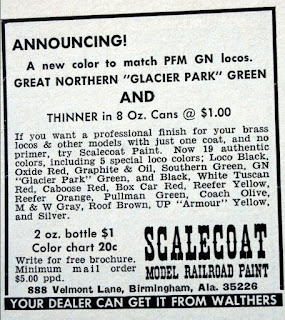 ANNOUNCING!
A new color to match PFM GN locos.
GREAT NORTHERN "GLACIER PARK" GREEN
AND
THINNER in 8 Oz. Cans @ $1.00
If you want a professional finish for your brass
locos & other models with just one coat, and no
primer, try Scalecoat Paint. Now 19 authentic
colors, including 5 special loco colors; Loco Black,
Oxide Red, Graphite & Oil, Southern Green, GN
"Glacier Park" Green, and Black, White Tuscan
Red, Caboose Red, Box Car Red, Reefer Yellow,
Reefer Orange, Pullman Green, Coach Olive,
M & W Gray, Roof Brown, UP "Armour" Yellow,
and Silver.
2 oz. bottle $1
Color chart 20c
Write for free brochure.
Minimum mail order
$5.00 ppd.
SCALECOAT
MODEL RAILROAD PAINT
888 Velmont Lane, Birmingham, Ala. 35226
YOUR DEALER CAN GET IT FROM WALTHERS